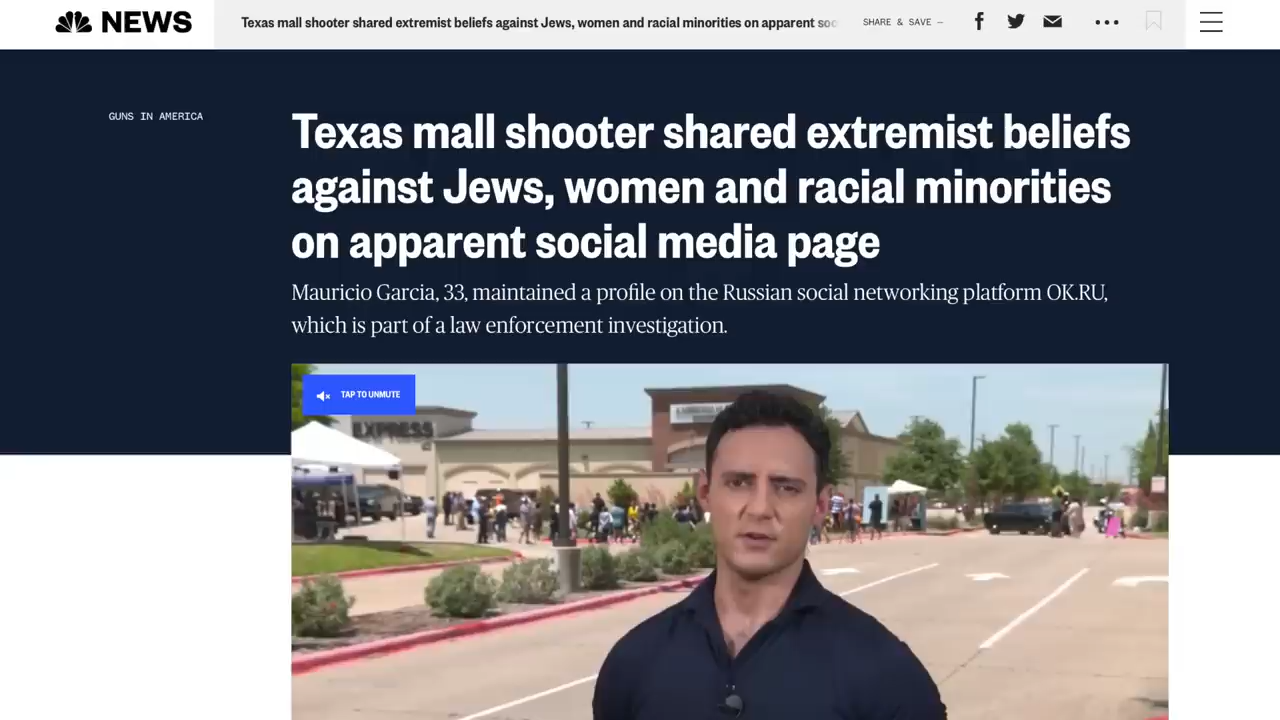 NEWS
Texas mall shooter shared extremist beliefs against Jews, women and racial minorities on apparent soc
SHARE & SAVE —
GUNS IN AMERICA
Texas mall shooter shared extremist beliefs
against Jews, women and racial minorities
on apparent social media page
Mauricio Garcia, 33, maintained a profile on the Russian social networking platform OK.RU,
which is part of a law enforcement investigation.
TAP TO UNMUTE
EXPRESS